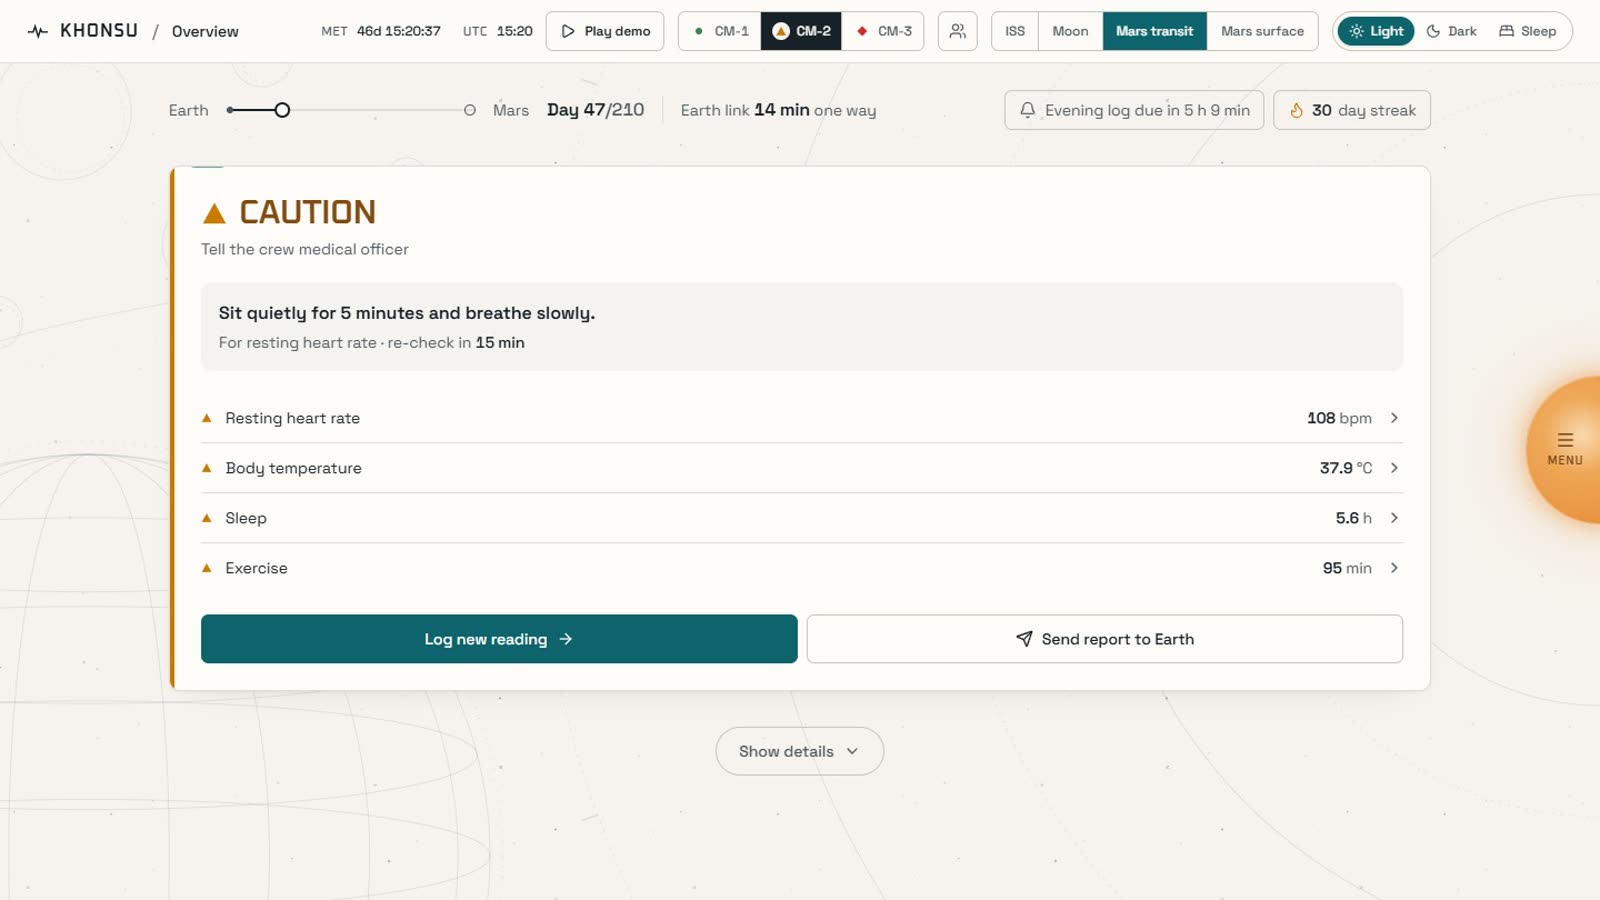 KHONSU / Overview MET 46d 15:20:37 UTC 15:20 Play demo CM-1 CM-2 CM-3 ISS Moon Mars transit Mars surface Light Dark Sleep
Earth Mars Day 47/210 Earth link 14 min one way Evening log due in 5 h 9 min 30 day streak
CAUTION
Tell the crew medical officer
Sit quietly for 5 minutes and breathe slowly.
For resting heart rate · re-check in 15 min
Resting heart rate 108 bpm
Body temperature 37.9 °C
MENU
Sleep 5.6 h
Exercise 95 min
Log new reading → Send report to Earth
Show details